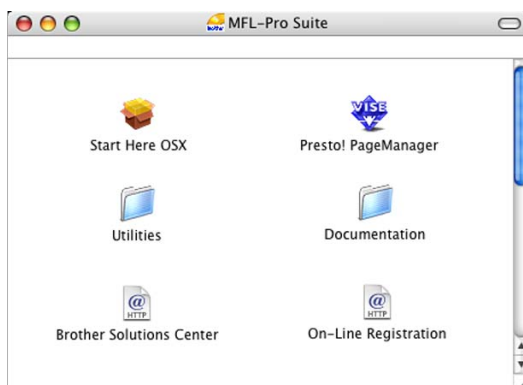 MFL-Pro Suite
Start Here OSX
Presto! PageManager
VISE
Utilities
Documentation
@
HTTP
@
HTTP
Brother Solutions Center
On-Line Registration